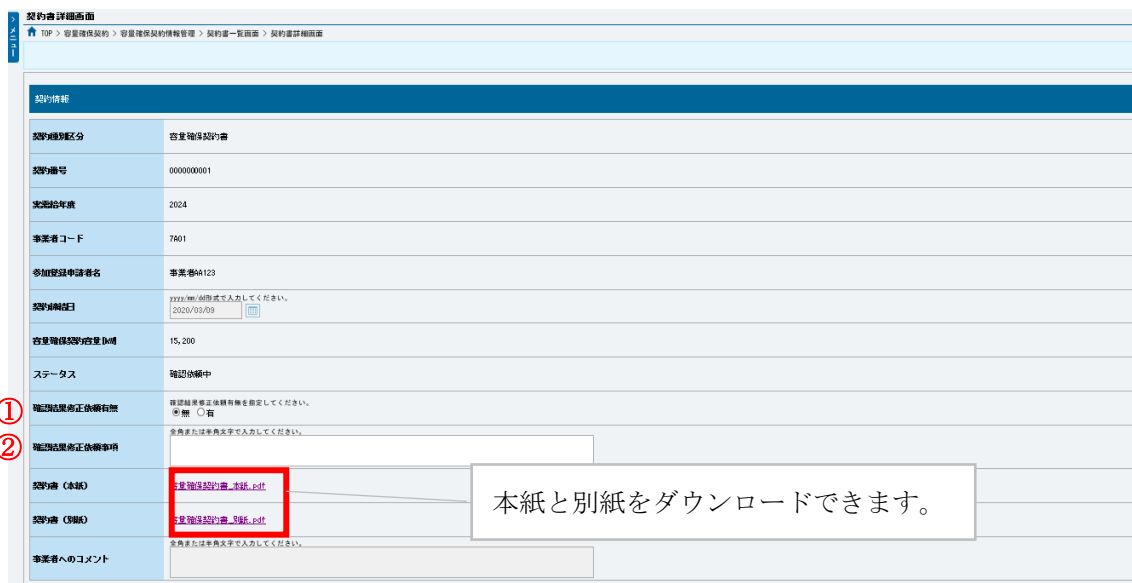 契約書詳細画面
TOP > 容量確保契約 > 容量確保契約情報管理 > 契約書一覧画面 > 契約書詳細画面
> メニュー
契約情報
契約種別区分 容量確保契約書
契約番号 0000000001
実需給年度 2024
事業者コード 7A01
参加登録申請者名 事業者AA123
契約締結日 yyyy/mm/dd形式で入力してください。
2020/03/09
容量確保契約容量[kW] 15,200
ステータス 確認依頼中
① 確認結果修正依頼有無 確認結果修正依頼有無を指定してください。
無 有
② 確認結果修正依頼事項 全角または半角文字で入力してください。
契約書（本紙） 容量確保契約書_本紙.pdf
本紙と別紙をダウンロードできます。
契約書（別紙） 容量確保契約書_別紙.pdf
事業者へのコメント 全角または半角文字で入力してください。